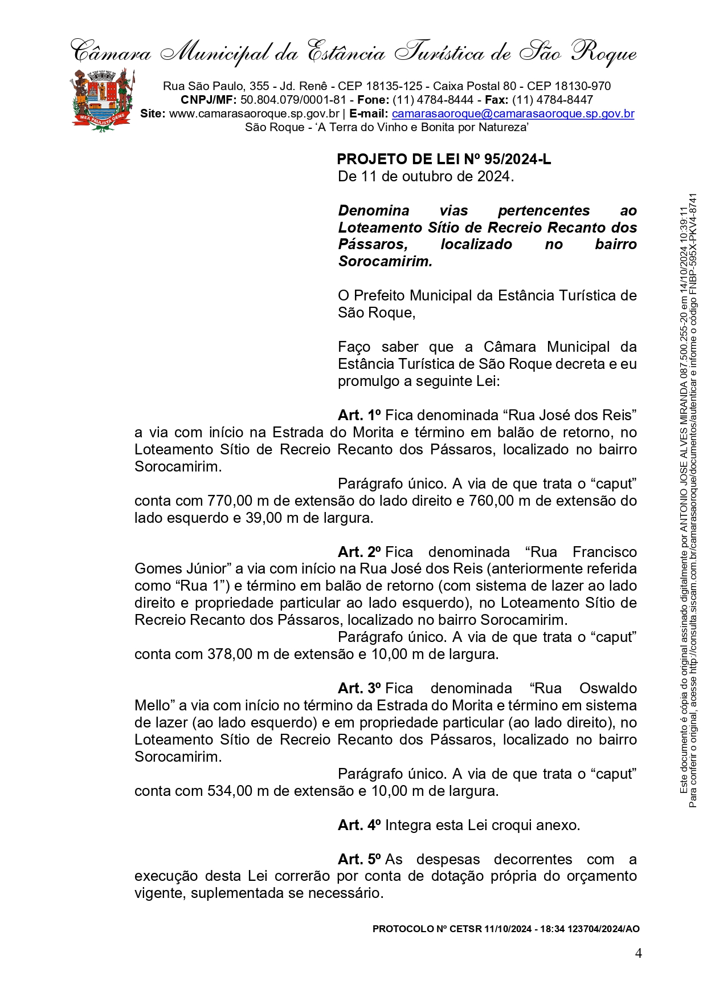 Câmara Municipal da Estância Turística de São Roque
Rua São Paulo, 355 - Jd. Renê - CEP 18135-125 - Caixa Postal 80 - CEP 18130-970
CNPJ/MF: 50.804.079/0001-81 - Fone: (11) 4784-8444 - Fax: (11) 4784-8447
Site: www.camarasaoroque.sp.gov.br | E-mail: camarasaoroque@camarasaoroque.sp.gov.br
São Roque - ‘A Terra do Vinho e Bonita por Natureza’
MEA PAULISTA GENS
PROJETO DE LEI Nº 95/2024-L
De 11 de outubro de 2024.
Denomina vias pertencentes ao
Loteamento Sítio de Recreio Recanto dos
Pássaros, localizado no bairro
Sorocamirim.
O Prefeito Municipal da Estância Turística de
São Roque,
Faço saber que a Câmara Municipal da
Estância Turística de São Roque decreta e eu
promulgo a seguinte Lei:
Art. 1º Fica denominada “Rua José dos Reis”
a via com início na Estrada do Morita e término em balão de retorno, no
Loteamento Sítio de Recreio Recanto dos Pássaros, localizado no bairro
Sorocamirim.
Parágrafo único. A via de que trata o “caput”
conta com 770,00 m de extensão do lado direito e 760,00 m de extensão do
lado esquerdo e 39,00 m de largura.
Art. 2º Fica denominada “Rua Francisco
Gomes Júnior” a via com início na Rua José dos Reis (anteriormente referida
como “Rua 1”) e término em balão de retorno (com sistema de lazer ao lado
direito e propriedade particular ao lado esquerdo), no Loteamento Sítio de
Recreio Recanto dos Pássaros, localizado no bairro Sorocamirim.
Parágrafo único. A via de que trata o “caput”
conta com 378,00 m de extensão e 10,00 m de largura.
Art. 3º Fica denominada “Rua Oswaldo
Mello” a via com início no término da Estrada do Morita e término em sistema
de lazer (ao lado esquerdo) e em propriedade particular (ao lado direito), no
Loteamento Sítio de Recreio Recanto dos Pássaros, localizado no bairro
Sorocamirim.
Parágrafo único. A via de que trata o “caput”
conta com 534,00 m de extensão e 10,00 m de largura.
Art. 4º Integra esta Lei croqui anexo.
Art. 5º As despesas decorrentes com a
execução desta Lei correrão por conta de dotação própria do orçamento
vigente, suplementada se necessário.
PROTOCOLO Nº CETSR 11/10/2024 - 18:34 123704/2024/AO
4
Este documento é cópia do original assinado digitalmente por ANTONIO JOSE ALVES MIRANDA 087.500.255-20 em 14/10/2024 10:39:11
Para conferir o original, acesse http://consulta.siscam.com.br/camarasaoroque/documentos/autenticar e informe o código FNBP-595X-PKV4-8741